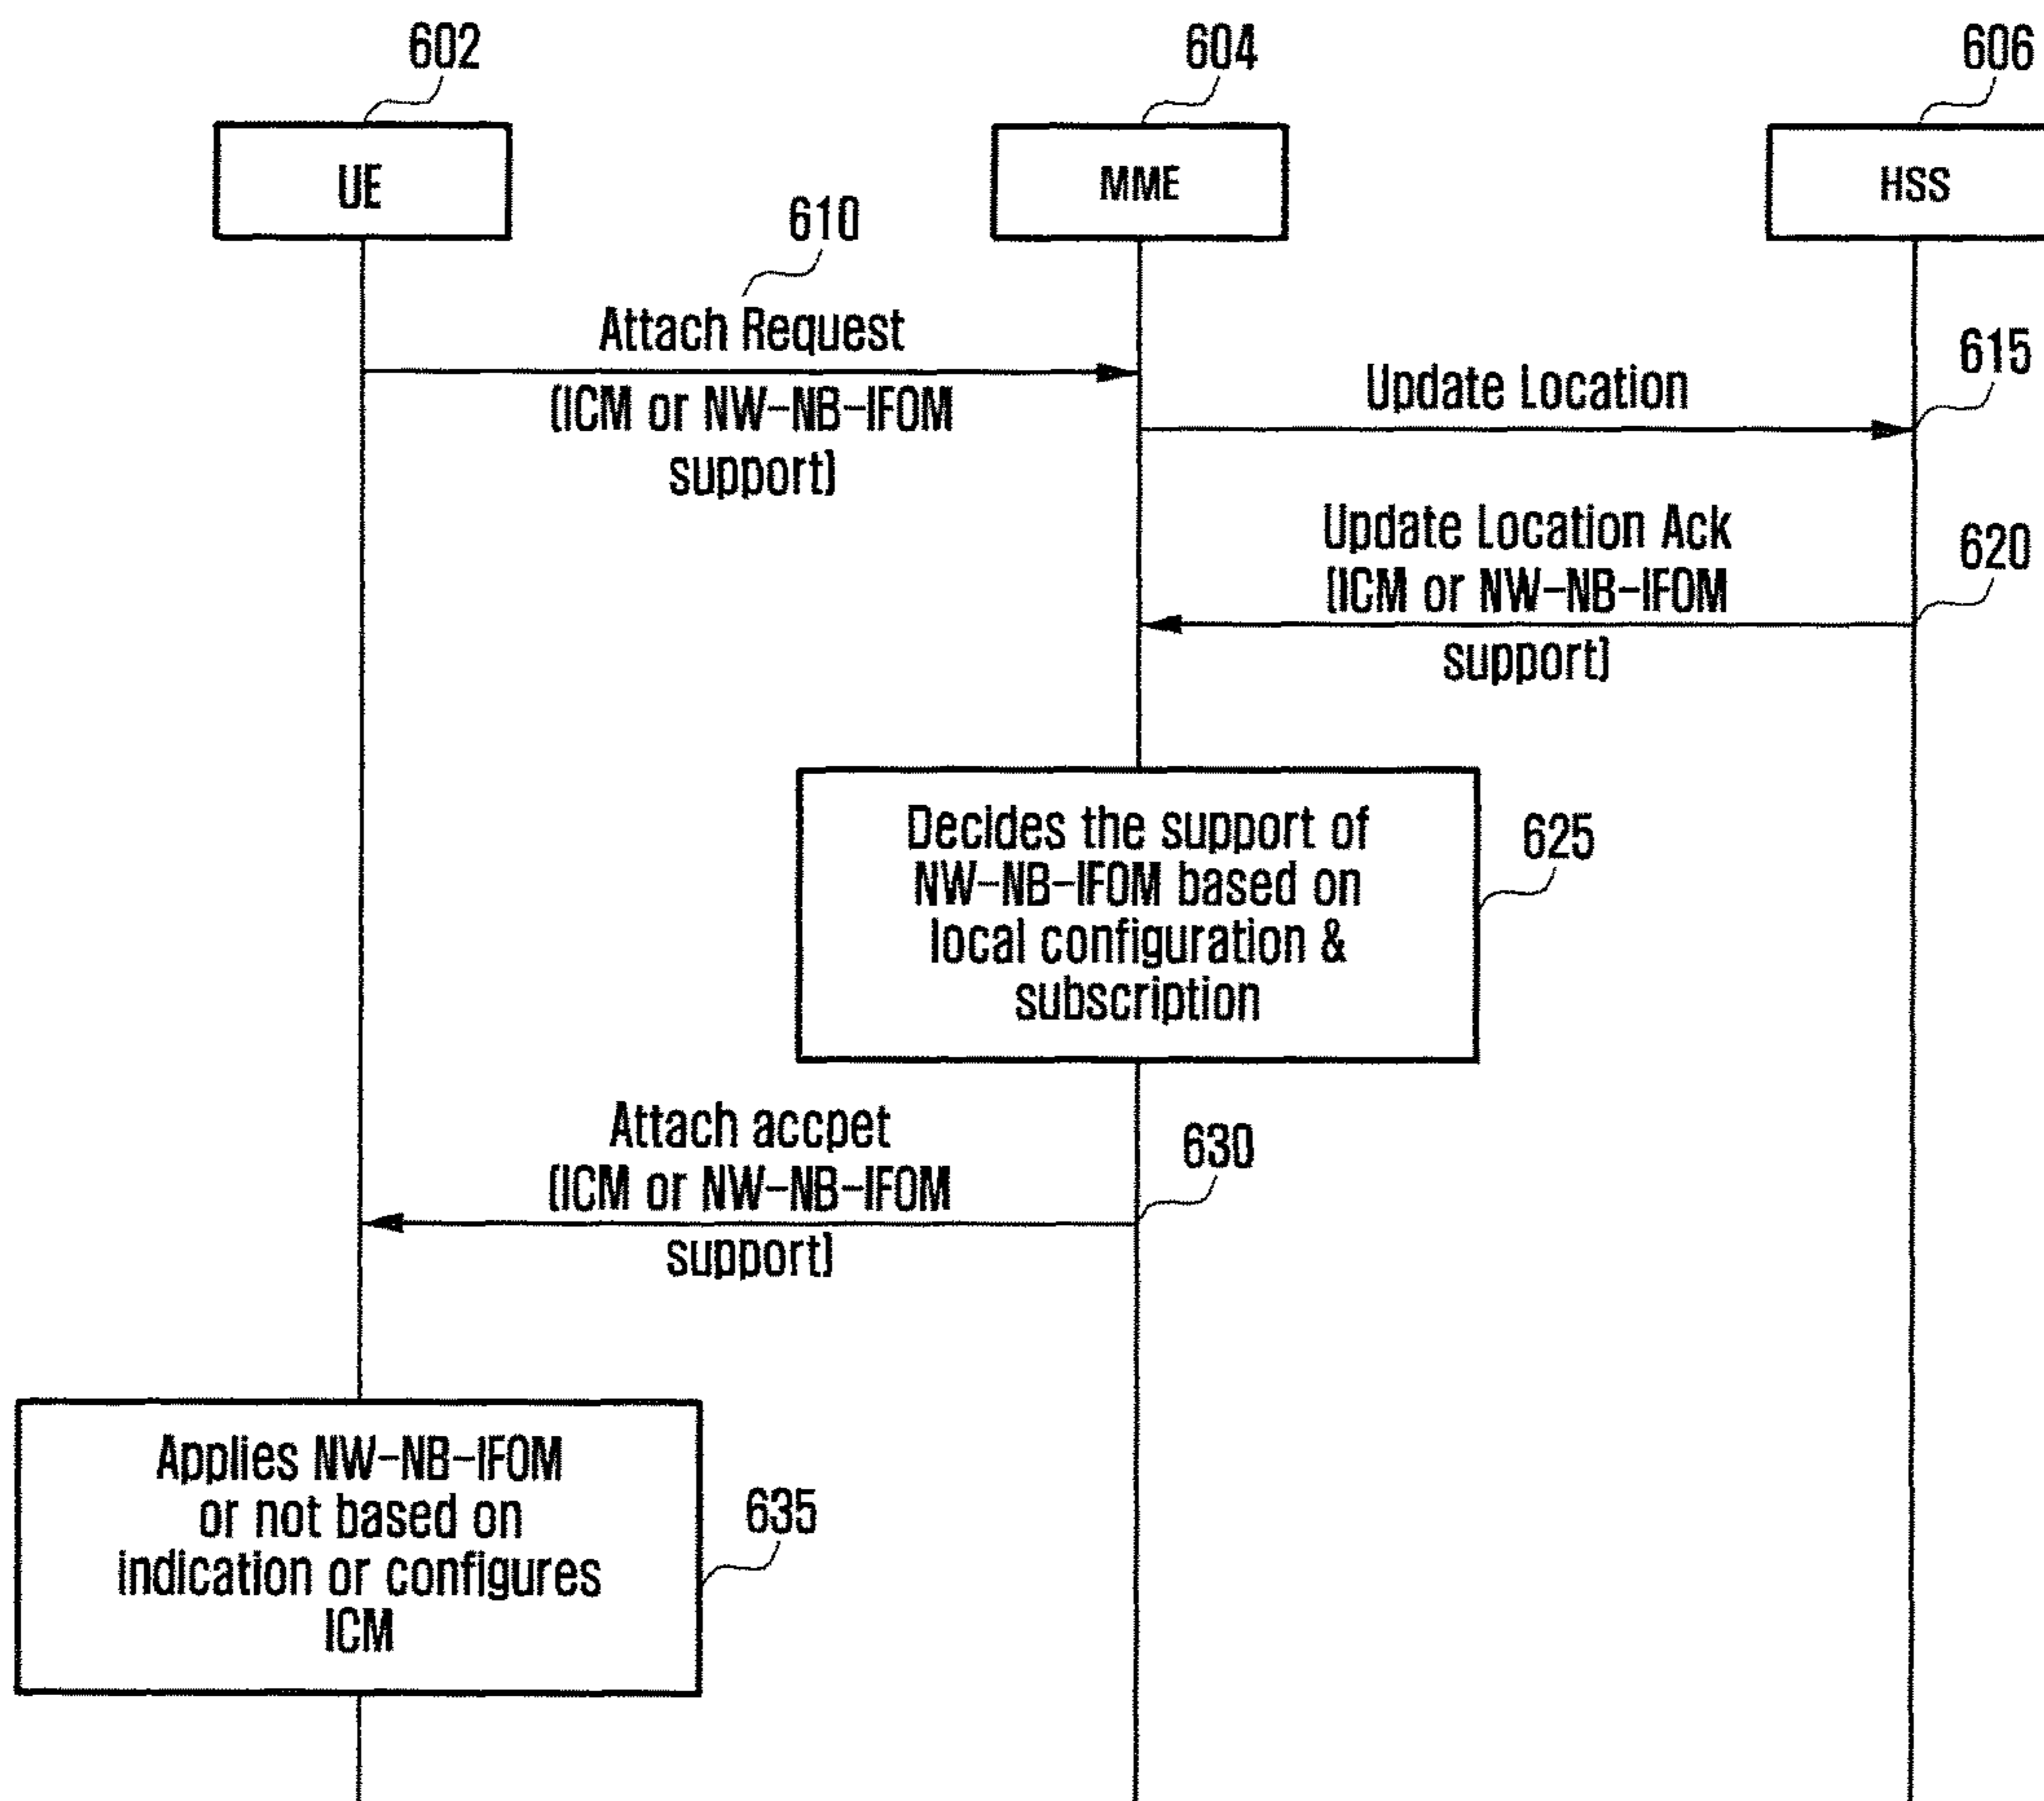 602
604
606
UE
MME
HSS
610
Attach Request
(ICM or NW-NB-IFOM
support)
615
Update Location
Update Location Ack
(ICM or NW-NB-IFOM
support)
620
Decides the support of
NW-NB-IFOM based on
local configuration &
subscription
625
Attach accpet
(ICM or NW-NB-IFOM
support)
630
Applies NW-NB-IFOM
or not based on
indication or configures
ICM
635